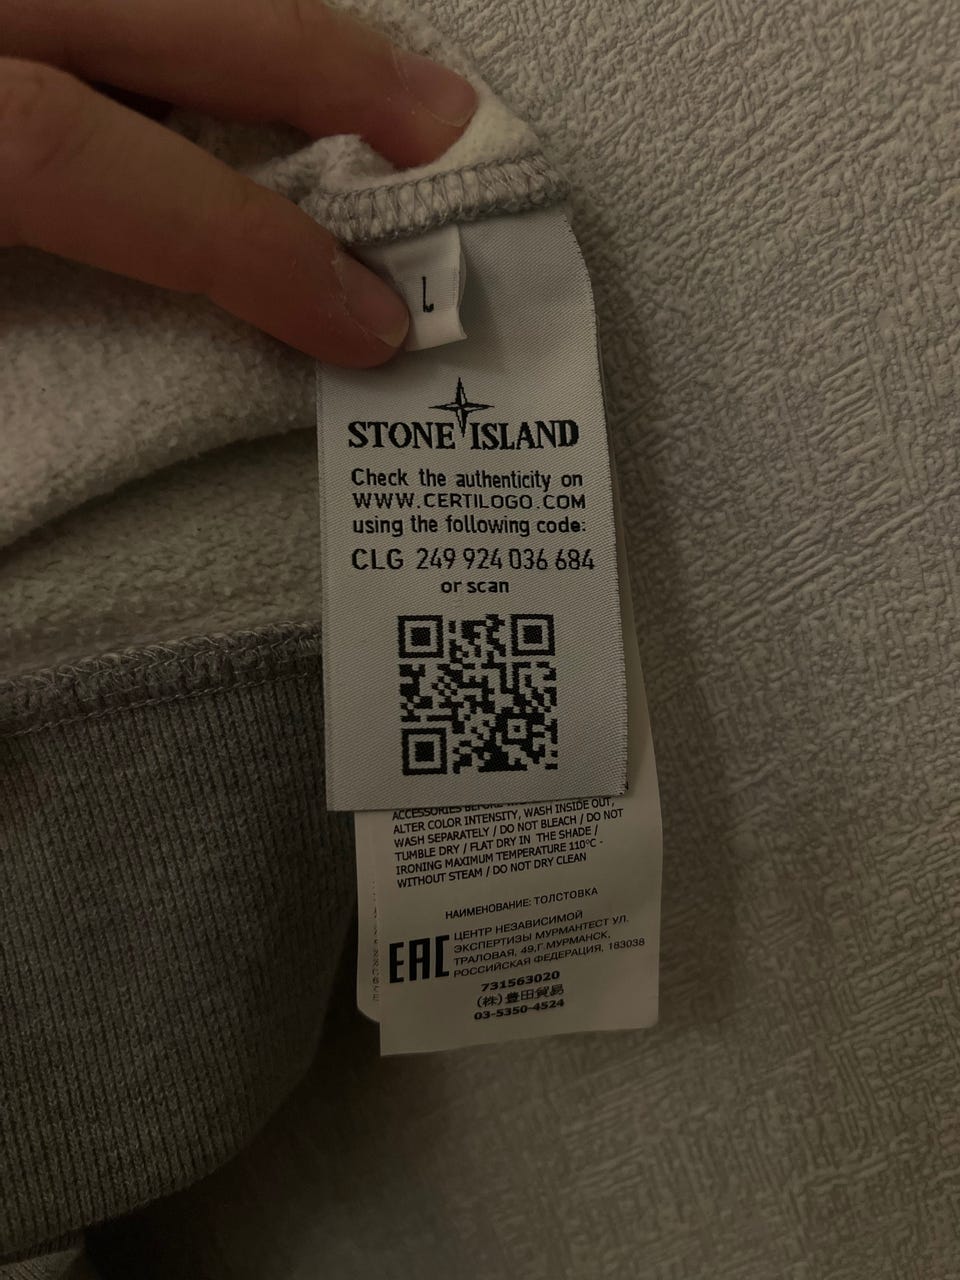 L
STONE ISLAND
Check the authenticity on
WWW.CERTILOGO.COM
using the following code:
CLG 249 924 036 684
or scan
ACCESSORIES BEFORE
ALTER COLOR INTENSITY, WASH INSIDE OUT,
WASH SEPARATELY / DO NOT BLEACH / DO NOT
TUMBLE DRY / FLAT DRY IN THE SHADE /
IRONING MAXIMUM TEMPERATURE 110°C -
WITHOUT STEAM / DO NOT DRY CLEAN
НАИМЕНОВАНИЕ: ТОЛСТОВКА
EAC
ЦЕНТР НЕЗАВИСИМОЙ
ЭКСПЕРТИЗЫ МУРМАНТЕСТ УЛ.
ТРАЛОВАЯ, 49,Г.МУРМАНСК,
РОССИЙСКАЯ ФЕДЕРАЦИЯ, 183038
731563020
(株)豊田貿易
03-5350-4524